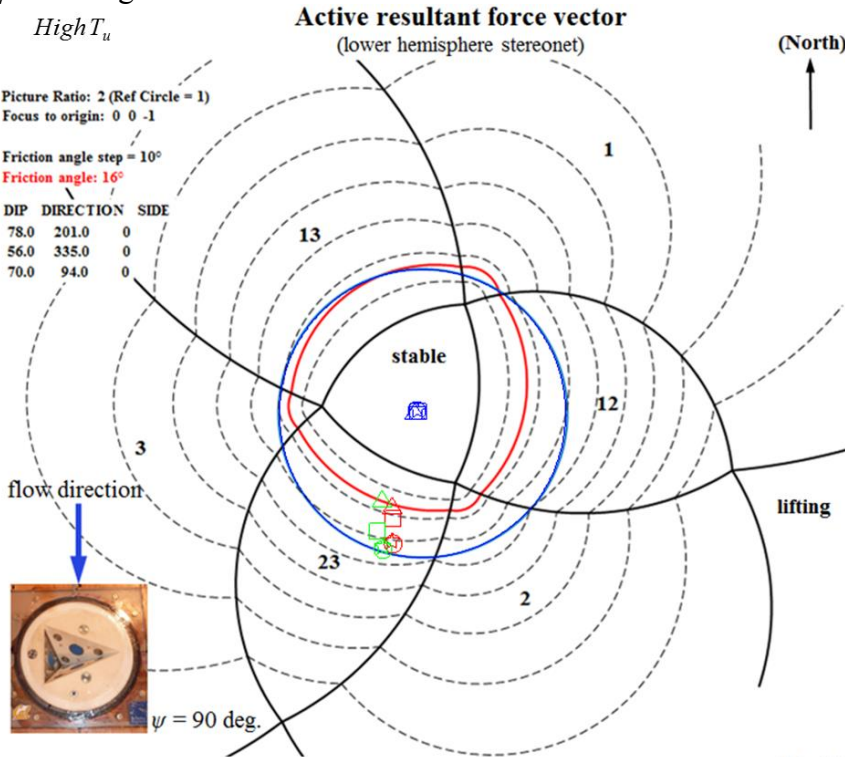 High T_u
Active resultant force vector
(lower hemisphere stereonet)
(North)
Picture Ratio: 2 (Ref Circle = 1)
Focus to origin: 0 0 -1
Friction angle step = 10°
Friction angle: 16°
DIP DIRECTION SIDE
78.0 201.0 0
56.0 335.0 0
70.0 94.0 0
1
13
stable
12
3
flow direction
lifting
23
2
ψ = 90 deg.